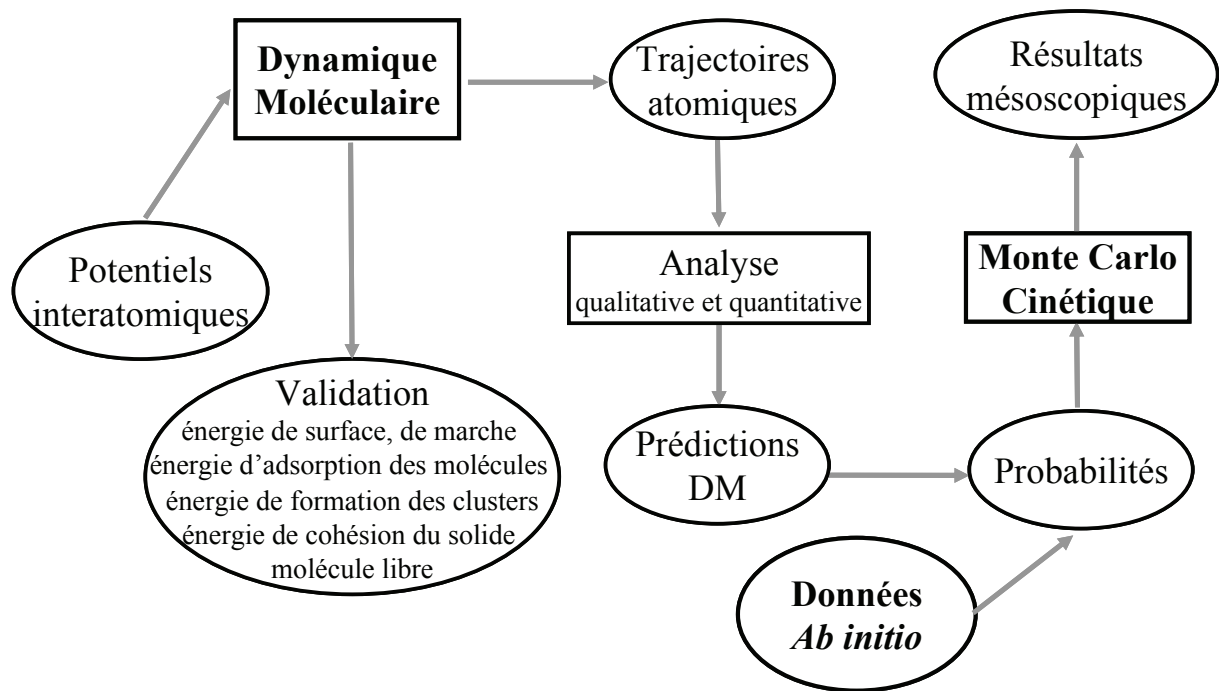 Dynamique
Moléculaire
Trajectoires
atomiques
Résultats
mésoscopiques
Potentiels
interatomiques
Analyse
qualitative et quantitative
Monte Carlo
Cinétique
Validation
énergie de surface, de marche
énergie d’adsorption des molécules
énergie de formation des clusters
énergie de cohésion du solide
molécule libre
Prédictions
DM
Probabilités
Données
Ab initio